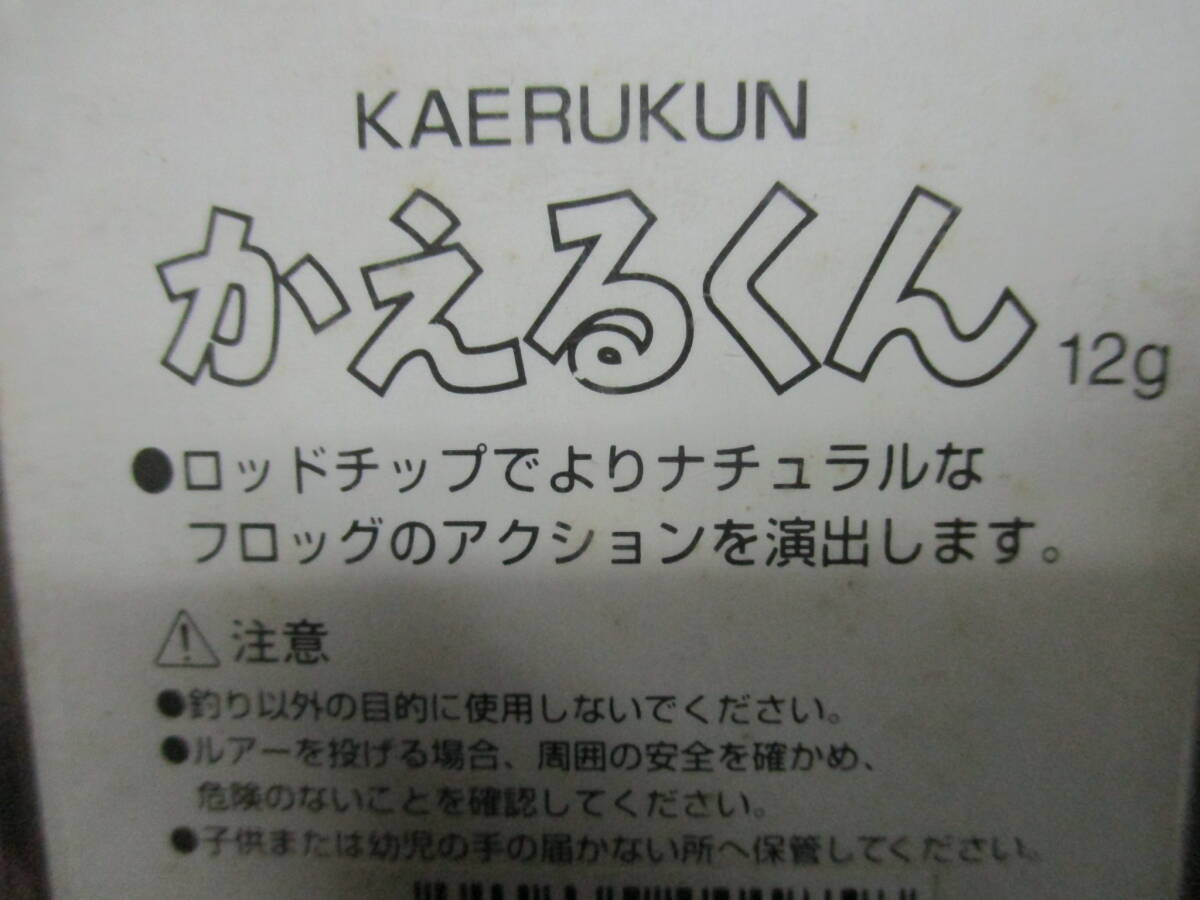 KAERUKUN
かえるくん 12g
●ロッドチップでよりナチュラルな
フロッグのアクションを演出します。
⚠注意
●釣り以外の目的に使用しないでください。
●ルアーを投げる場合、周囲の安全を確かめ、
危険のないことを確認してください。
●子供または幼児の手の届かない所へ保管してください。